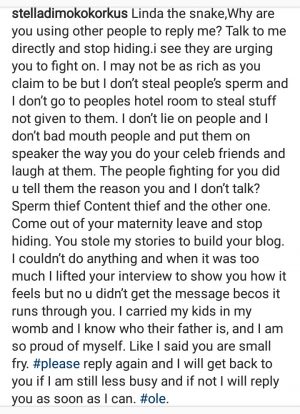 stelladimokokorkus Linda the snake,Why are
you using other people to reply me? Talk to me
directly and stop hiding.i see they are urging
you to fight on. I may not be as rich as you
claim to be but I don't steal people's sperm and
I don't go to peoples hotel room to steal stuff
not given to them. I don't lie on people and I
don't bad mouth people and put them on
speaker the way you do your celeb friends and
laugh at them. The people fighting for you did
u tell them the reason you and I don't talk?
Sperm thief Content thief and the other one.
Come out of your maternity leave and stop
hiding. You stole my stories to build your blog.
I couldn't do anything and when it was too
much I lifted your interview to show you how it
feels but no u didn't get the message becos it
runs through you. I carried my kids in my
womb and I know who their father is, and I am
so proud of myself. Like I said you are small
fry. #please reply again and I will get back to
you if I am still less busy and if not I will reply
you as soon as I can. #ole.